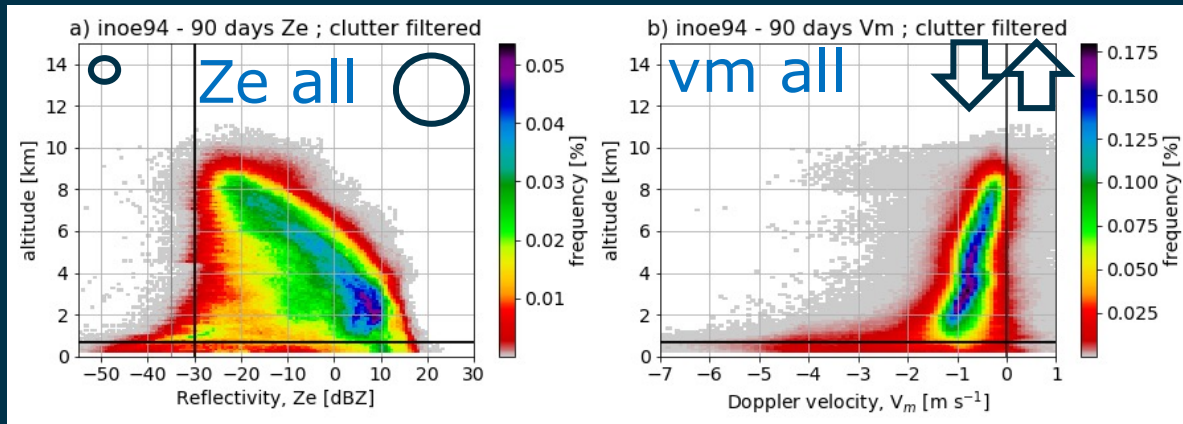 a) inoe94 - 90 days Ze ; clutter filtered
Ze all
14
12
10
8
6
4
2
0
altitude [km]
−50 −40 −30 −20 −10 0 10 20 30
Reflectivity, Ze [dBZ]
0.05
0.04
0.03
0.02
0.01
frequency [%]
b) inoe94 - 90 days Vm ; clutter filtered
vm all
14
12
10
8
6
4
2
0
altitude [km]
−7 −6 −5 −4 −3 −2 −1 0 1
Doppler velocity, Vₘ [m s⁻¹]
0.175
0.150
0.125
0.100
0.075
0.050
0.025
frequency [%]